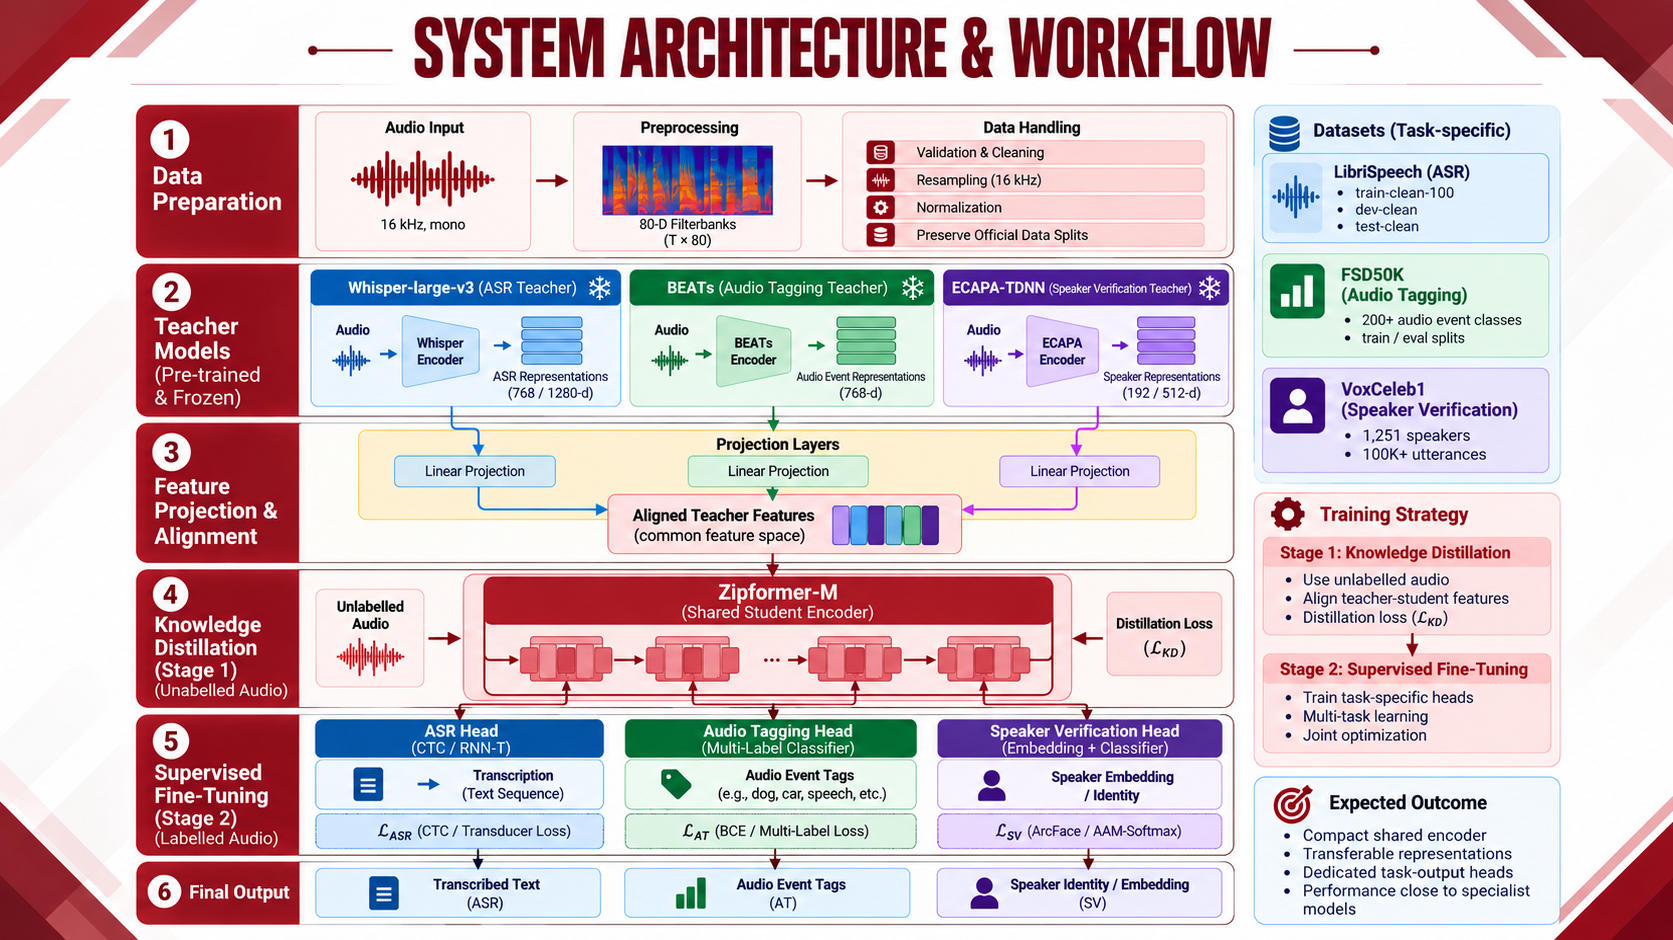 SYSTEM ARCHITECTURE & WORKFLOW
1
Data
Preparation
Audio Input
16 kHz, mono
Preprocessing
80-D Filterbanks
(T × 80)
Data Handling
Validation & Cleaning
Resampling (16 kHz)
Normalization
Preserve Official Data Splits
2
Teacher
Models
(Pre-trained
& Frozen)
Whisper-large-v3 (ASR Teacher)
Audio
Whisper
Encoder
ASR Representations
(768 / 1280-d)
BEATs (Audio Tagging Teacher)
Audio
BEATs
Encoder
Audio Event Representations
(768-d)
ECAPA-TDNN (Speaker Verification Teacher)
Audio
ECAPA
Encoder
Speaker Representations
(192 / 512-d)
3
Feature
Projection &
Alignment
Projection Layers
Linear Projection
Linear Projection
Linear Projection
Aligned Teacher Features
(common feature space)
4
Knowledge
Distillation
(Stage 1)
(Unabelled Audio)
Unlabelled
Audio
Zipformer-M
(Shared Student Encoder)
...
Distillation Loss
(ℒKD)
5
Supervised
Fine-Tuning
(Stage 2)
(Labelled Audio)
ASR Head
(CTC / RNN-T)
Transcription
(Text Sequence)
ℒASR (CTC / Transducer Loss)
Audio Tagging Head
(Multi-Label Classifier)
Audio Event Tags
(e.g., dog, car, speech, etc.)
ℒAT (BCE / Multi-Label Loss)
Speaker Verification Head
(Embedding + Classifier)
Speaker Embedding
/ Identity
ℒSV (ArcFace / AAM-Softmax)
6 Final Output
Transcribed Text
(ASR)
Audio Event Tags
(AT)
Speaker Identity / Embedding
(SV)
Datasets (Task-specific)
LibriSpeech (ASR)
• train-clean-100
• dev-clean
• test-clean
FSD50K
(Audio Tagging)
• 200+ audio event classes
• train / eval splits
VoxCeleb1
(Speaker Verification)
• 1,251 speakers
• 100K+ utterances
Training Strategy
Stage 1: Knowledge Distillation
• Use unlabelled audio
• Align teacher-student features
• Distillation loss (ℒKD)
Stage 2: Supervised Fine-Tuning
• Train task-specific heads
• Multi-task learning
• Joint optimization
Expected Outcome
• Compact shared encoder
• Transferable representations
• Dedicated task-output heads
• Performance close to specialist
models